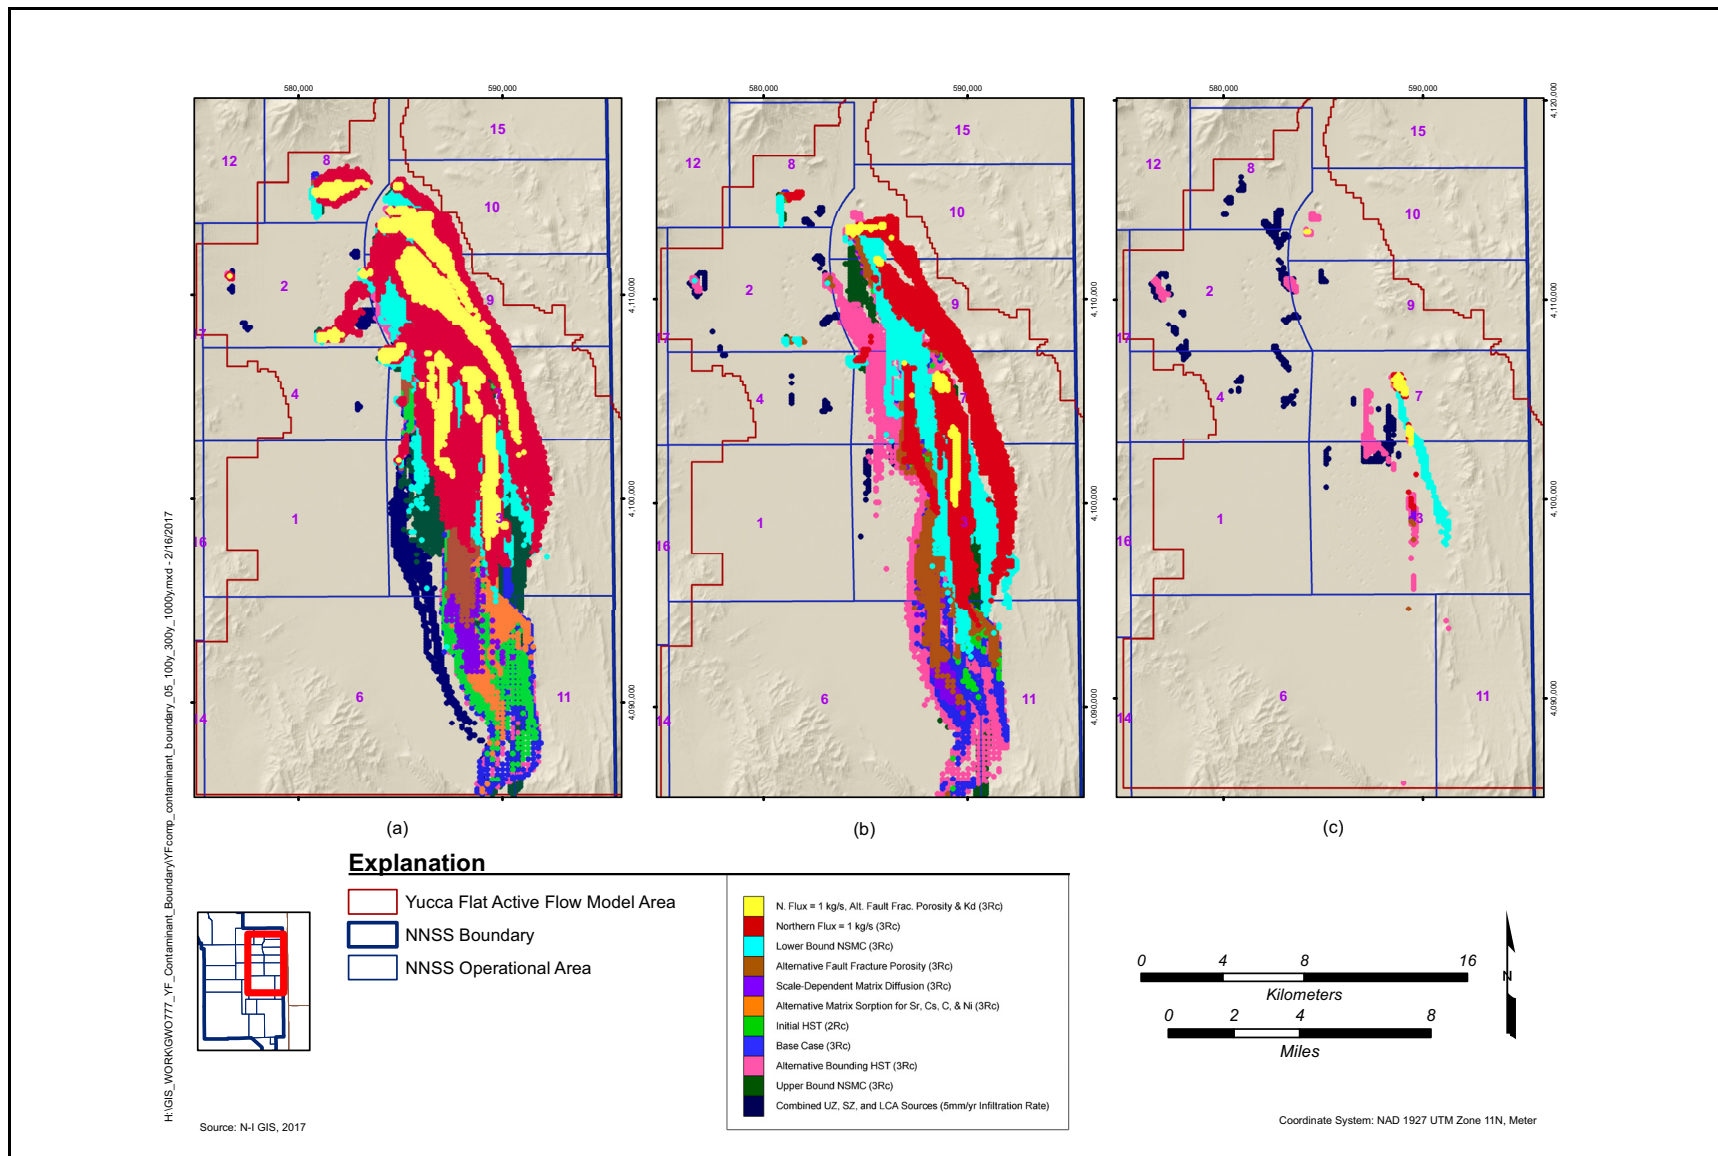 580,000
590,000
580,000
590,000
580,000
590,000
4,120,000
15
12
8
10
2
9
17
4
7
1
3
16
6
11
14
4,110,000
4,100,000
4,090,000
15
12
8
10
2
9
17
4
7
1
3
16
6
11
14
4,110,000
4,100,000
4,090,000
15
12
8
10
2
9
17
4
7
1
3
16
6
11
14
4,110,000
4,100,000
4,090,000
(a)
(b)
(c)
H:\GIS_WORK\GWO777_YF_Contaminant_Boundary\YFcomp_contaminant_boundary_05_100y_300y_1000y.mxd - 2/16/2017
Explanation
Yucca Flat Active Flow Model Area
NNSS Boundary
NNSS Operational Area
N. Flux = 1 kg/s, Alt. Fault Frac. Porosity & Kd (3Rc)
Northern Flux = 1 kg/s (3Rc)
Lower Bound NSMC (3Rc)
Alternative Fault Fracture Porosity (3Rc)
Scale-Dependent Matrix Diffusion (3Rc)
Alternative Matrix Sorption for Sr, Cs, C, & Ni (3Rc)
Initial HST (2Rc)
Base Case (3Rc)
Alternative Bounding HST (3Rc)
Upper Bound NSMC (3Rc)
Combined UZ, SZ, and LCA Sources (5mm/yr Infiltration Rate)
0 4 8 16
Kilometers
0 2 4 8
Miles
N
Source: N-I GIS, 2017
Coordinate System: NAD 1927 UTM Zone 11N, Meter